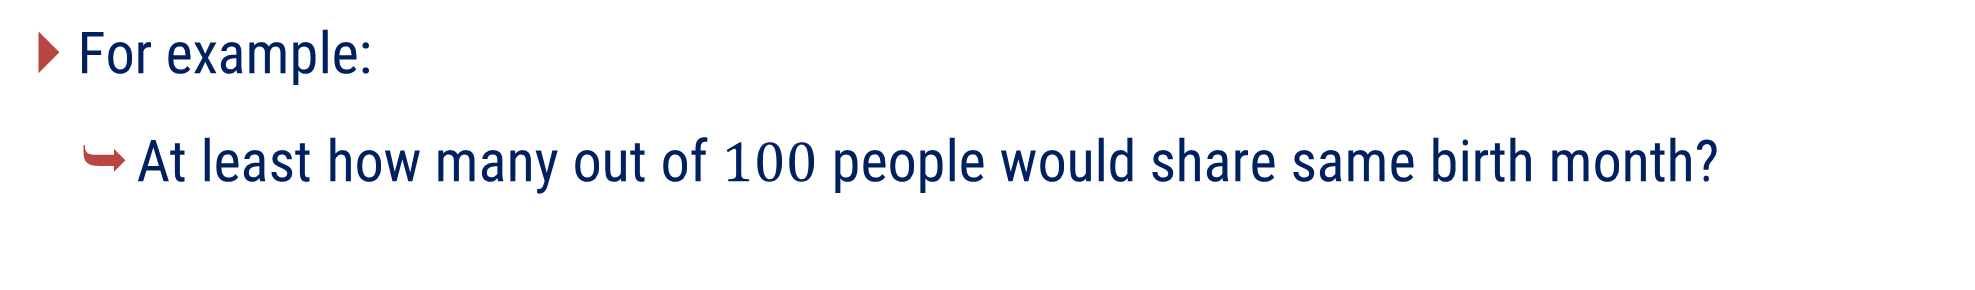 For example:
At least how many out of 100 people would share same birth month?